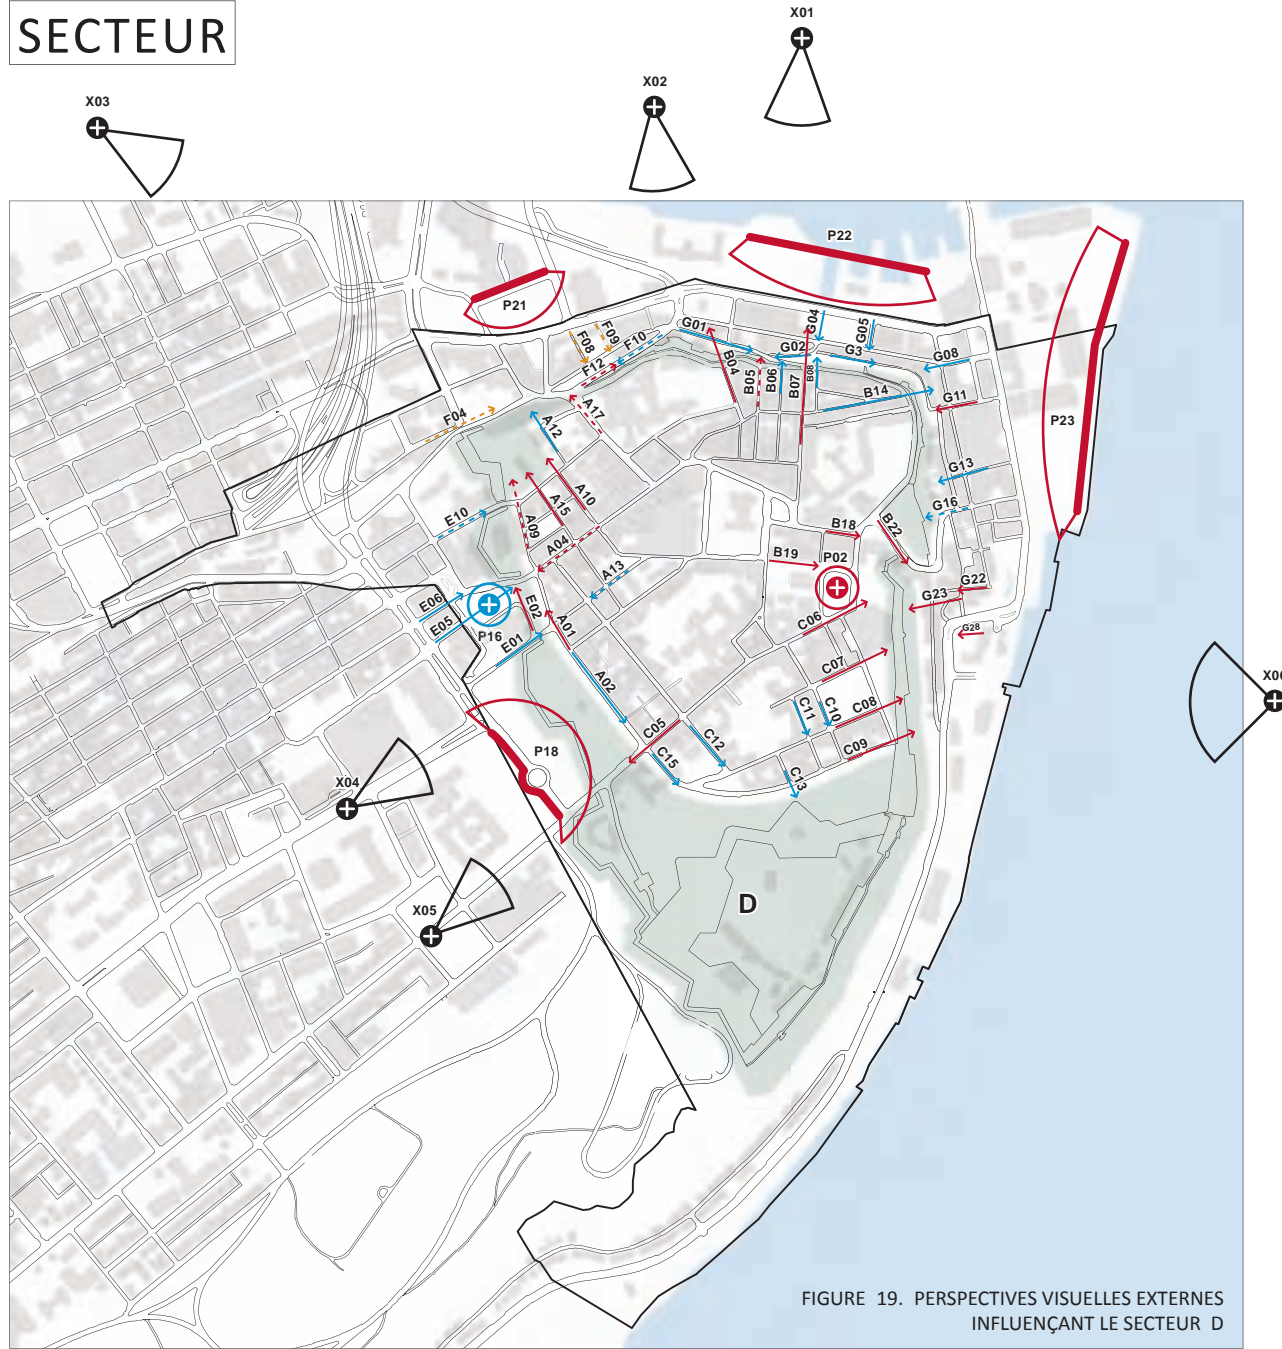 SECTEUR
X01
X02
X03
P22
P21
P23
G01
G04
G05
G02
G3
G08
F08
F09
F10
F12
B04
B05
B06
B07
B08
B14
G11
F04
A17
A12
A10
A15
A09
A04
A13
G13
G16
E10
B18
B22
B19
P02
G22
G23
G28
E06
E05
P16
E02
E01
A01
A02
C06
C07
C08
C09
C10
C11
C05
C12
C15
C13
P18
X04
X05
X06
D
FIGURE 19. PERSPECTIVES VISUELLES EXTERNES
INFLUENÇANT LE SECTEUR D